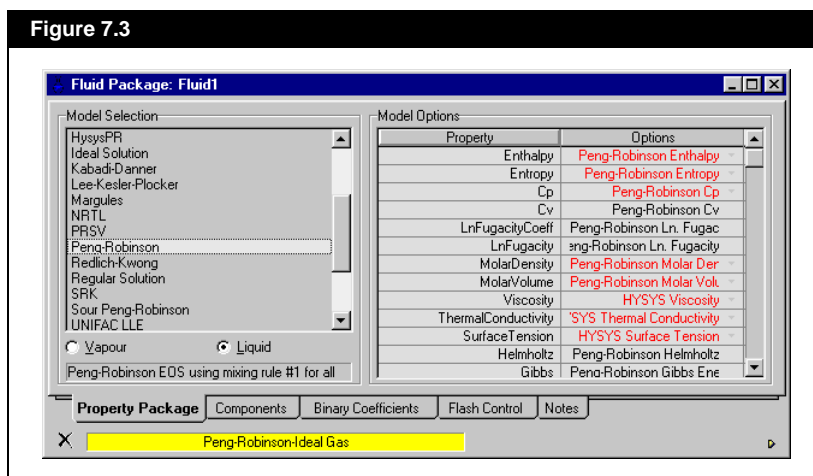 Figure 7.3
Fluid Package: Fluid1
Model Selection
HysysPR
Ideal Solution
Kabadi-Danner
Lee-Kesler-Plocker
Margules
NRTL
PRSV
Peng-Robinson
Redlich-Kwong
Regular Solution
SRK
Sour Peng-Robinson
UNIFAC LLE
Vapour Liquid
Peng-Robinson EOS using mixing rule #1 for all
Model Options
Property Options
Enthalpy Peng-Robinson Enthalpy
Entropy Peng-Robinson Entropy
Cp Peng-Robinson Cp
Cv Peng-Robinson Cv
LnFugacityCoeff Peng-Robinson Ln. Fugac
LnFugacity eng-Robinson Ln. Fugacity
MolarDensity Peng-Robinson Molar Der
MolarVolume Peng-Robinson Molar Volu
Viscosity HYSYS Viscosity
ThermalConductivity 'SYS Thermal Conductivity
SurfaceTension HYSYS Surface Tension
Helmholtz Peng-Robinson Helmholtz
Gibbs Peng-Robinson Gibbs Ene
Property Package Components Binary Coefficients Flash Control Notes
Peng-Robinson-Ideal Gas